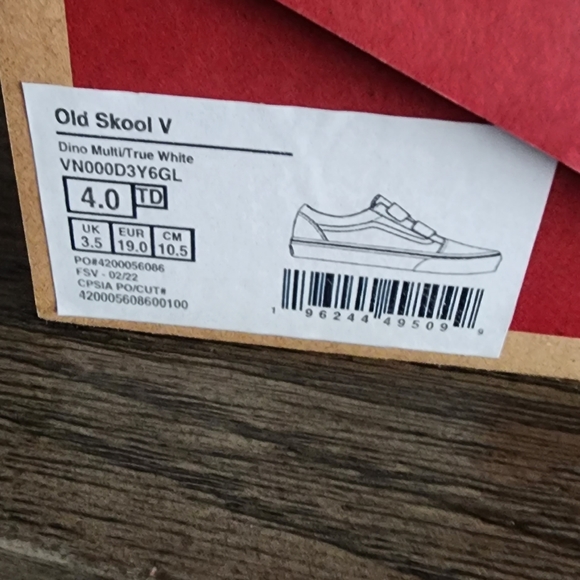 Old Skool V
Dino Multi/True White
VN000D3Y6GL
4.0 TD
UK EUR CM
3.5 19.0 10.5
PO#4200056086
FSV - 02/22
CPSIA PO/CUT#
420005608600100
1 96244 49509 9